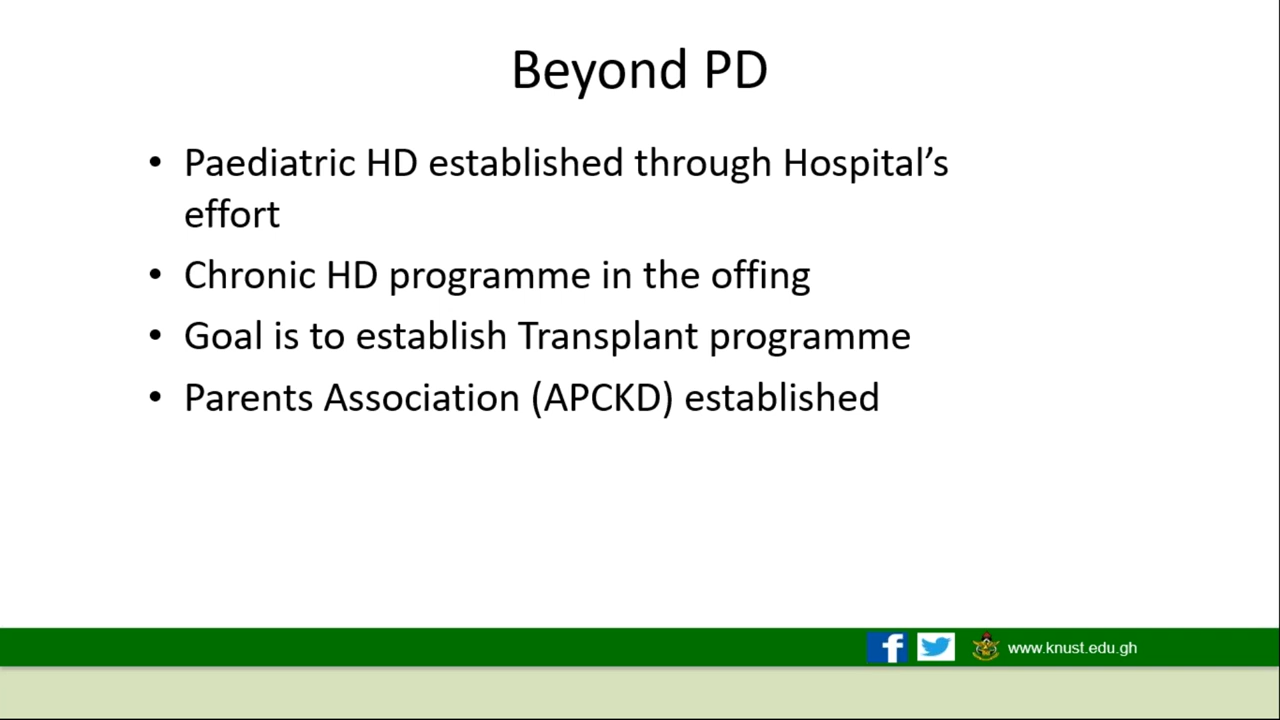 Beyond PD
• Paediatric HD established through Hospital’s
effort
• Chronic HD programme in the offing
• Goal is to establish Transplant programme
• Parents Association (APCKD) established
www.knust.edu.gh